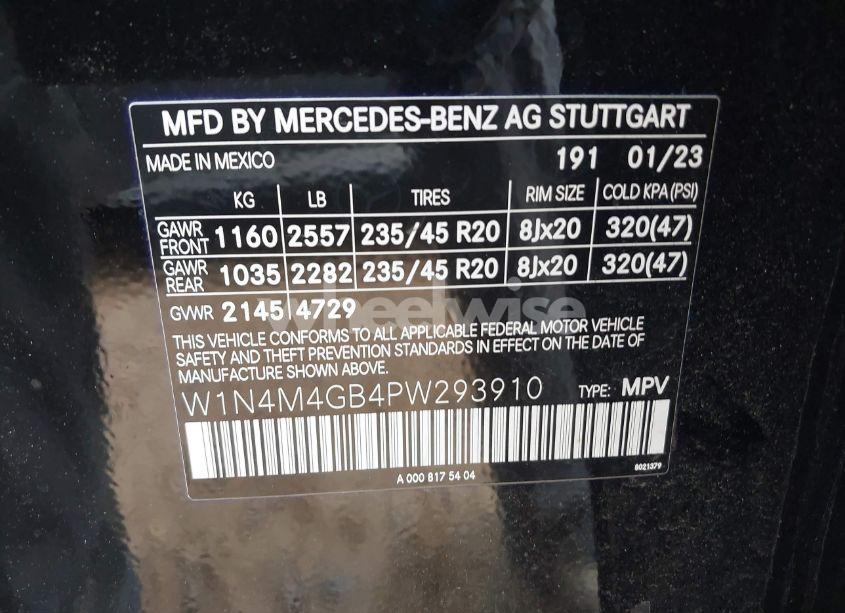 MFD BY MERCEDES-BENZ AG STUTTGART
MADE IN MEXICO 191 01/23
KG LB TIRES RIM SIZE COLD KPA (PSI)
GAWR FRONT 1160 2557 235/45 R20 8Jx20 320(47)
GAWR REAR 1035 2282 235/45 R20 8Jx20 320(47)
GVWR 2145 4729
wheelwise
THIS VEHICLE CONFORMS TO ALL APPLICABLE FEDERAL MOTOR VEHICLE
SAFETY AND THEFT PREVENTION STANDARDS IN EFFECT ON THE DATE OF
MANUFACTURE SHOWN ABOVE.
W1N4M4GB4PW293910 TYPE: MPV
A 000 817 54 04 8021379